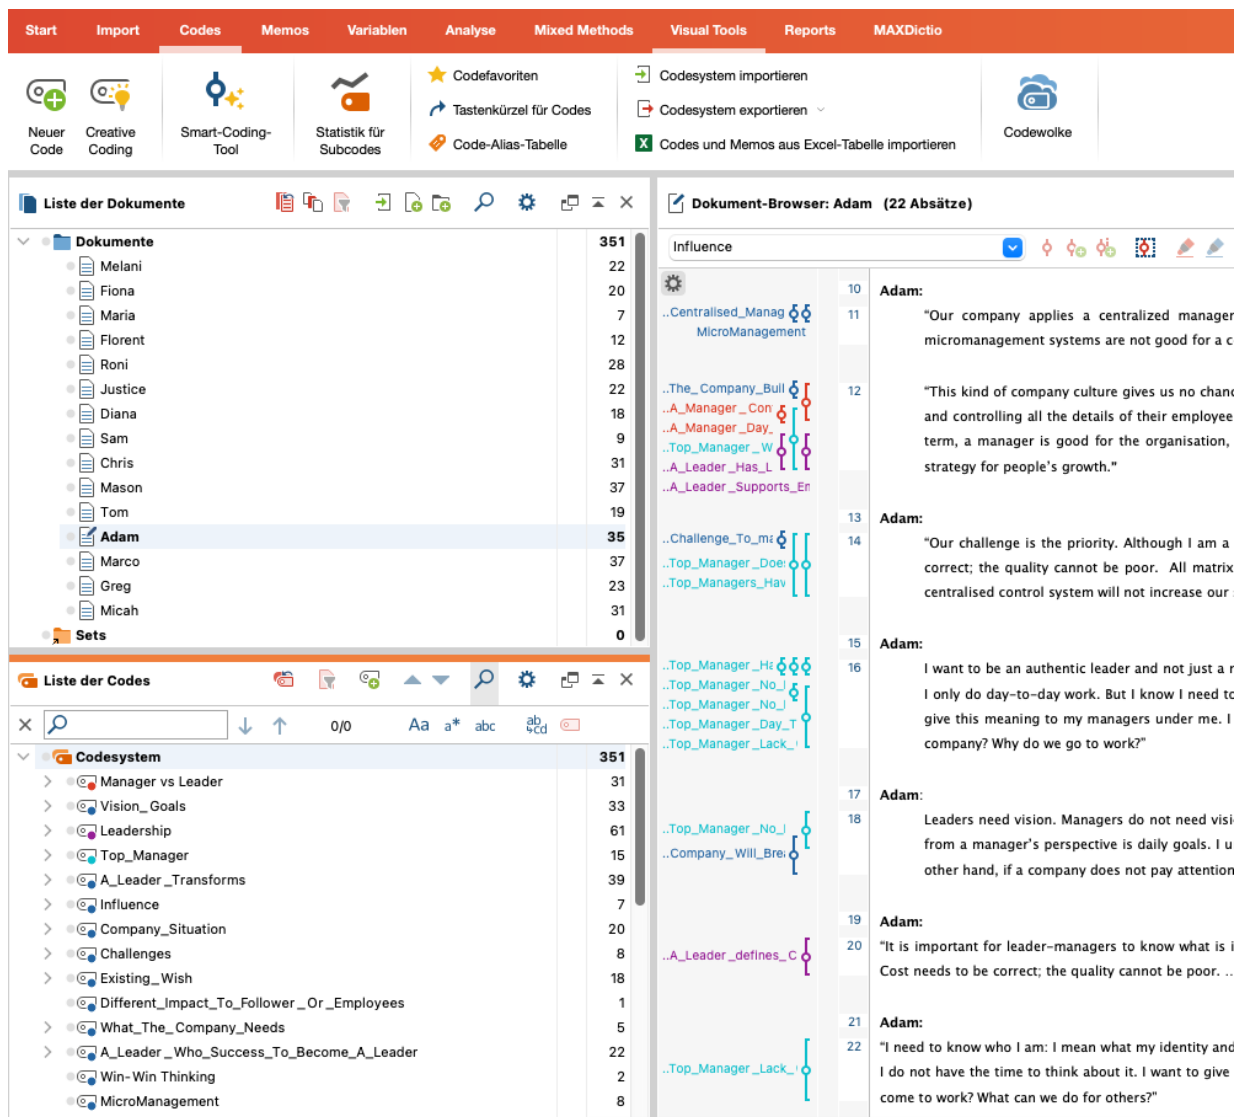 Start Import Codes Memos Variablen Analyse Mixed Methods Visual Tools Reports MAXDictio
Neuer Code
Creative Coding
Smart-Coding-Tool
Statistik für Subcodes
Codefavoriten
Tastenkürzel für Codes
Code-Alias-Tabelle
Codesystem importieren
Codesystem exportieren
X Codes und Memos aus Excel-Tabelle importieren
Codewolke
Liste der Dokumente
Dokumente 351
Melani 22
Fiona 20
Maria 7
Florent 12
Roni 28
Justice 22
Diana 18
Sam 9
Chris 31
Mason 37
Tom 19
Adam 35
Marco 37
Greg 23
Micah 31
Sets 0
Liste der Codes
0/0 Aa a* abc ab cd
Codesystem 351
Manager vs Leader 31
Vision_Goals 33
Leadership 61
Top_Manager 15
A_Leader_Transforms 39
Influence 7
Company_Situation 20
Challenges 8
Existing_Wish 18
Different_Impact_To_Follower_Or_Employees 1
What_The_Company_Needs 5
A_Leader_Who_Success_To_Become_A_Leader 22
Win-Win Thinking 2
MicroManagement 8
Dokument-Browser: Adam (22 Absätze)
Influence
10 Adam:
..Centralised_Manag 11 “Our company applies a centralized manager
MicroManagement micromanagement systems are not good for a c
..The_Company_Buil 12 “This kind of company culture gives us no chanc
..A_Manager_Con and controlling all the details of their employee
..A_Manager_Day_
..Top_Manager_W term, a manager is good for the organisation,
..A_Leader_Has_L strategy for people’s growth.”
..A_Leader_Supports_En
13 Adam:
..Challenge_To_ma 14 “Our challenge is the priority. Although I am a
..Top_Manager_Doe correct; the quality cannot be poor. All matrix
..Top_Managers_Hav centralised control system will not increase our
15 Adam:
..Top_Manager_Ha 16 I want to be an authentic leader and not just a
..Top_Manager_No_ I only do day-to-day work. But I know I need to
..Top_Manager_No_
..Top_Manager_Day_T give this meaning to my managers under me. I
..Top_Manager_Lack_ company? Why do we go to work?”
17 Adam:
..Top_Manager_No_ 18 Leaders need vision. Managers do not need visi
..Company_Will_Brea from a manager’s perspective is daily goals. I u
other hand, if a company does not pay attention
19 Adam:
..A_Leader_defines_C 20 “It is important for leader-managers to know what is i
Cost needs to be correct; the quality cannot be poor. ...
21 Adam:
22 “I need to know who I am: I mean what my identity and
..Top_Manager_Lack_ I do not have the time to think about it. I want to give
come to work? What can we do for others?”